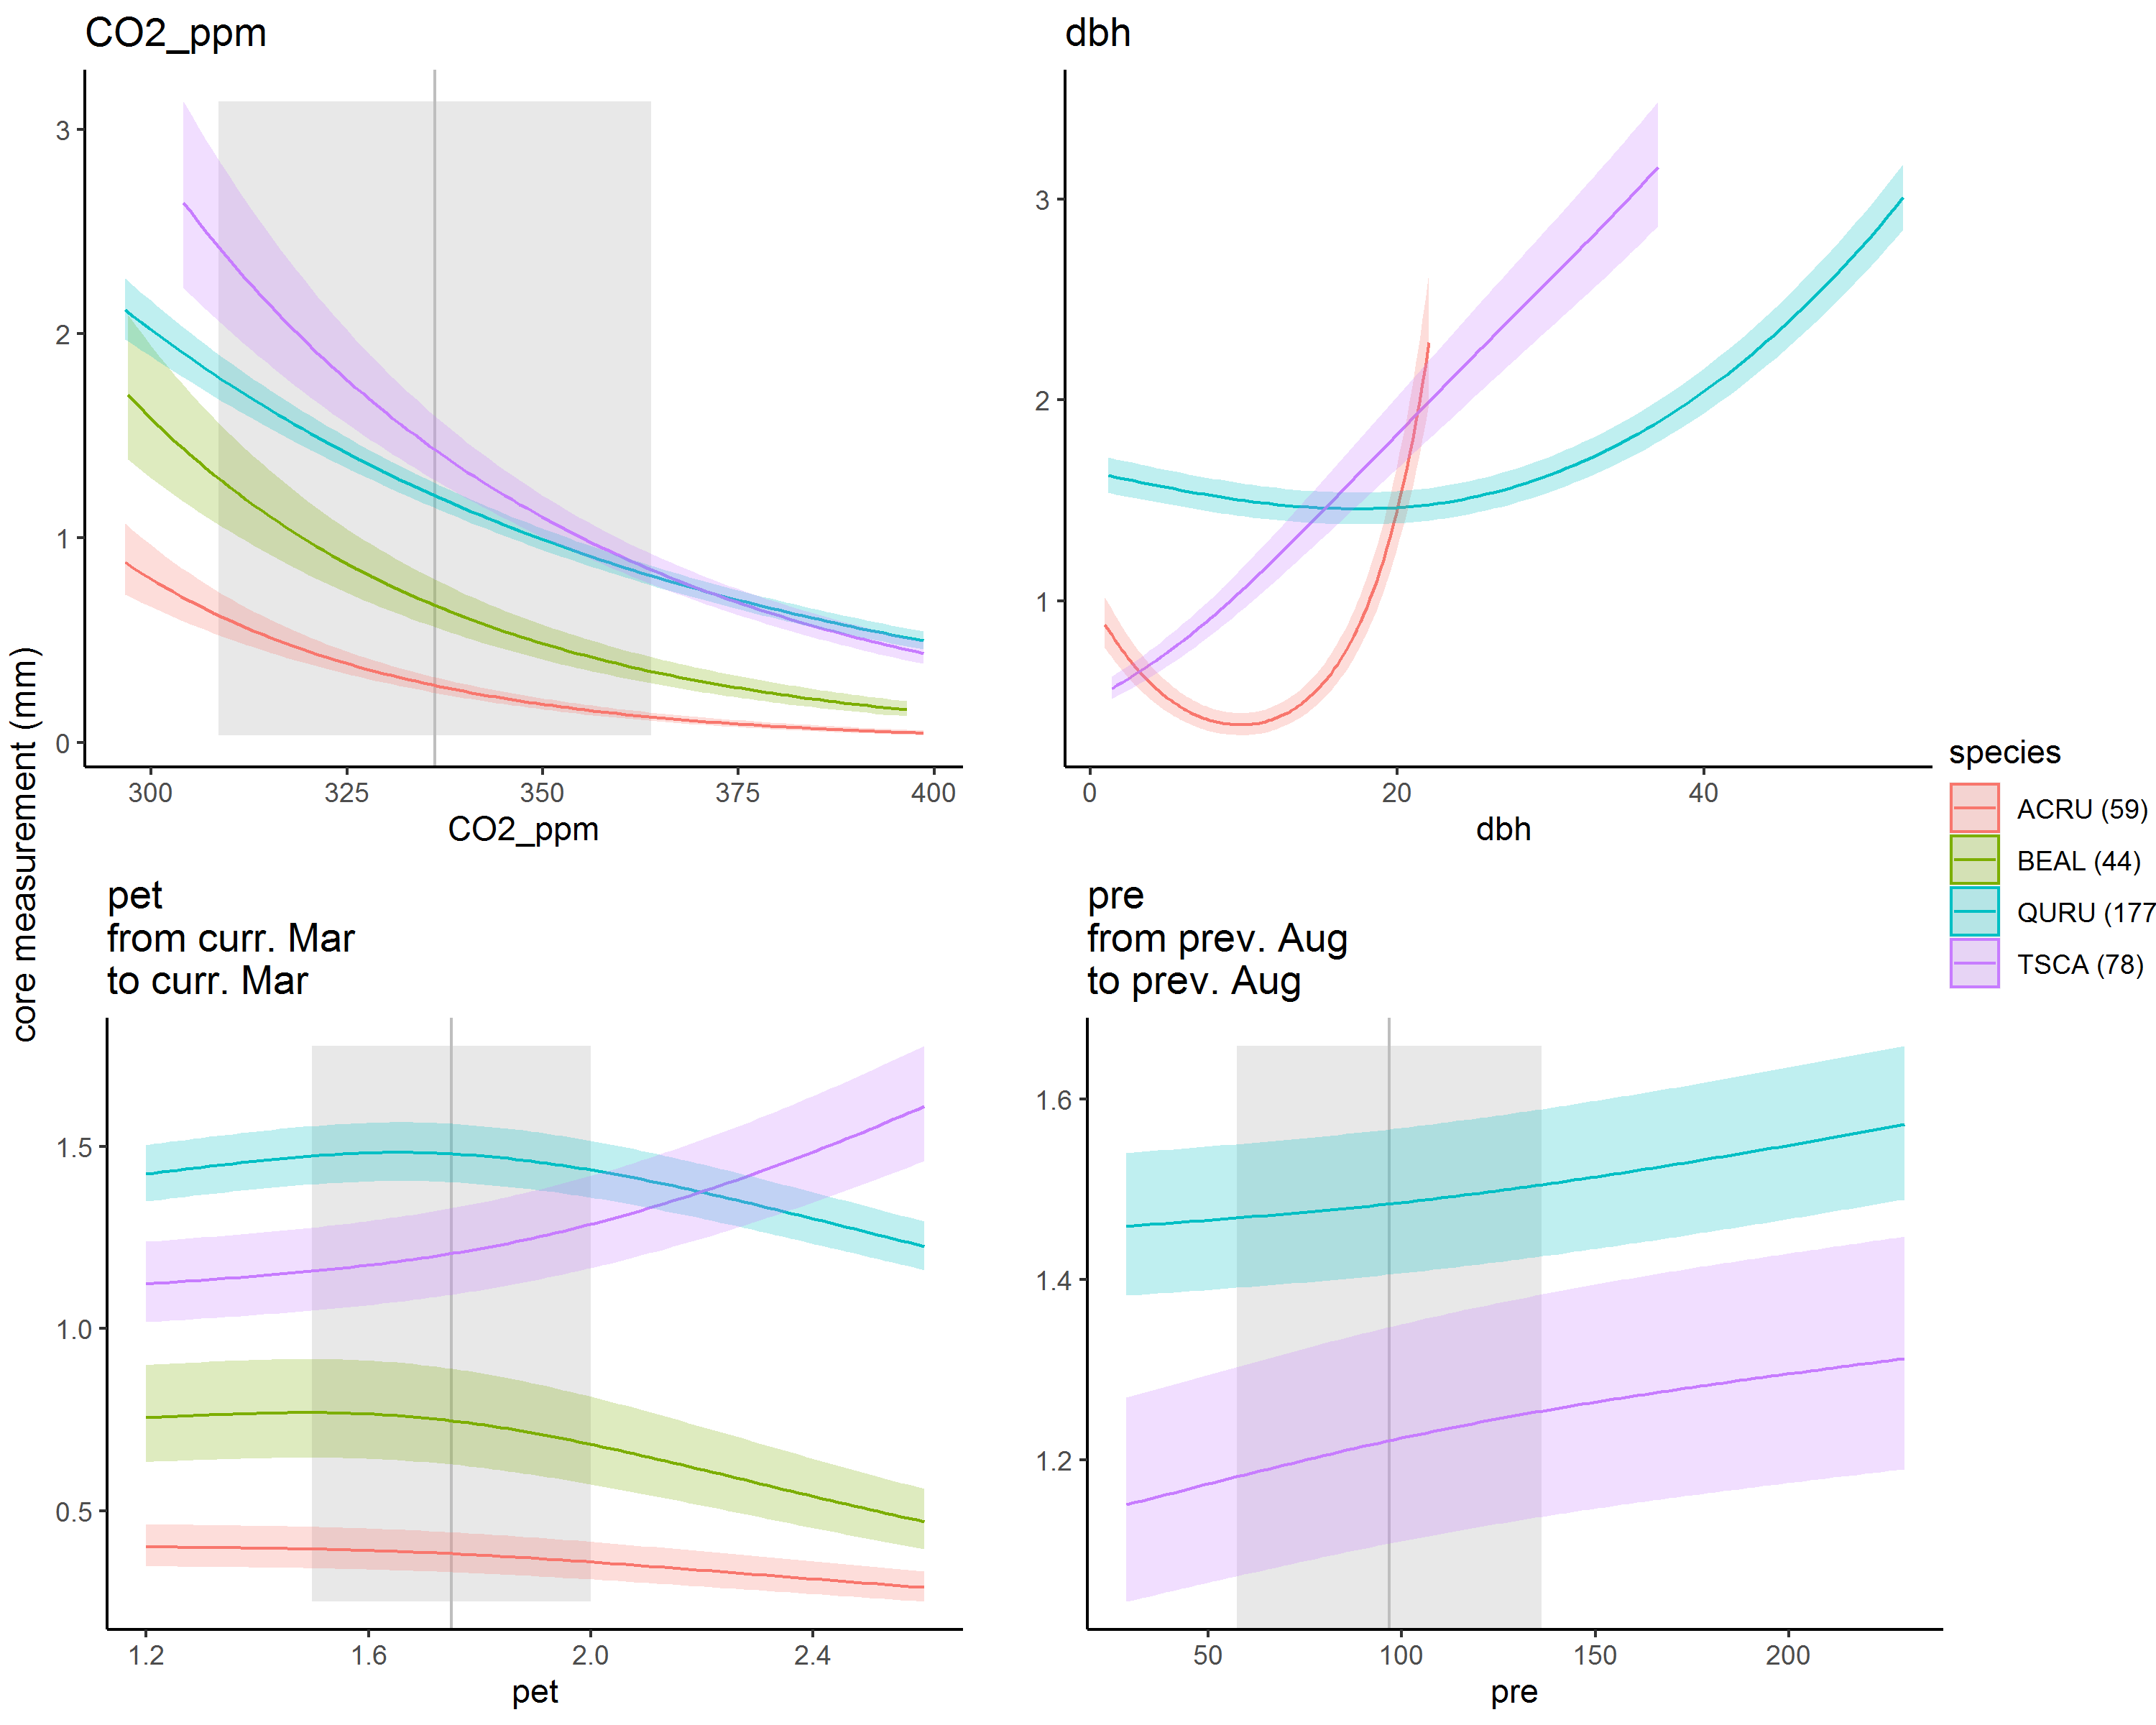 CO2_ppm
3
2
1
0
300 325 350 375 400
CO2_ppm
dbh
3
2
1
0 20 40
dbh
core measurement (mm)
pet
from curr. Mar
to curr. Mar
1.5
1.0
0.5
1.2 1.6 2.0 2.4
pet
pre
from prev. Aug
to prev. Aug
1.6
1.4
1.2
50 100 150 200
pre
species
ACRU (59)
BEAL (44)
QURU (177
TSCA (78)